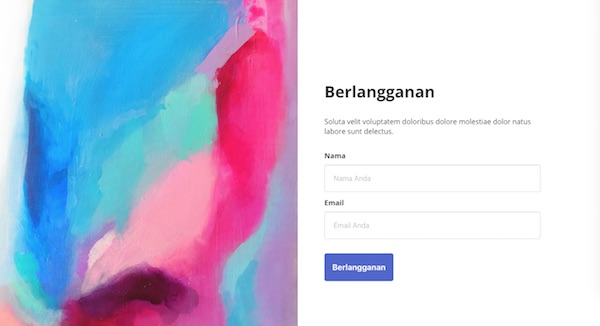 Berlangganan
Soluta velit voluptatem doloribus dolore molestiae dolor natus
labore sunt delectus.
Nama
Nama Anda
Email
Email Anda
Berlangganan